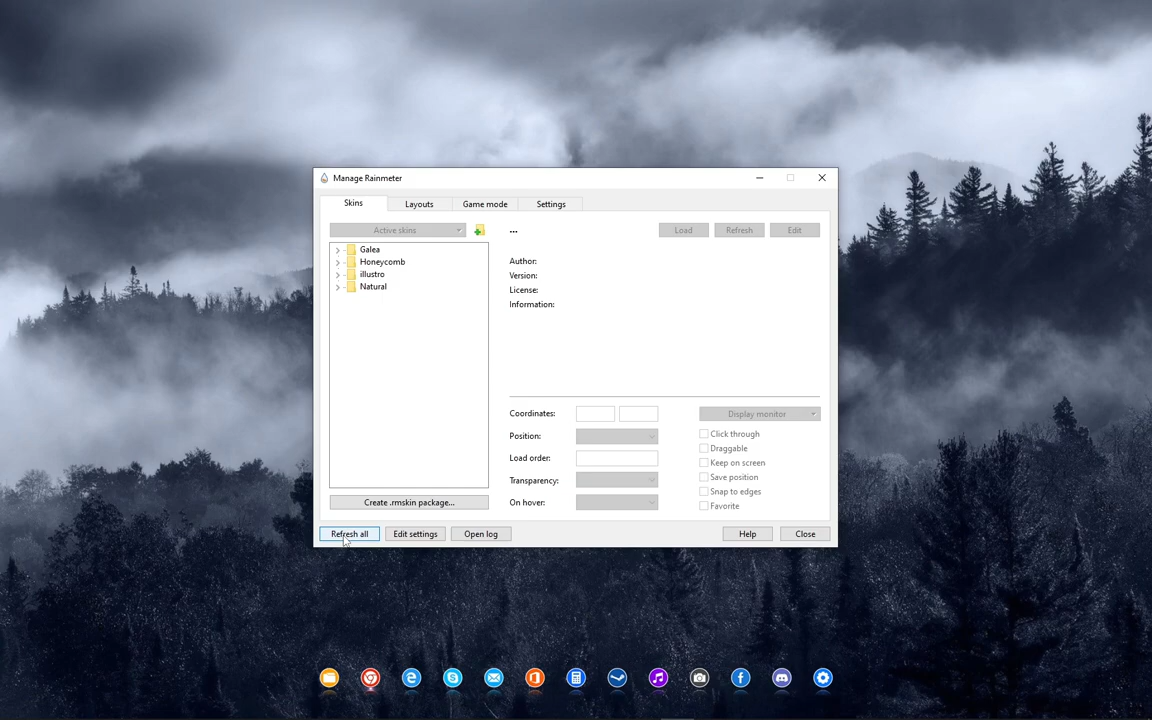 Manage Rainmeter
Skins Layouts Game mode Settings
Active skins ... Load Refresh Edit
Galea
Honeycomb
illustro
Natural
Author:
Version:
License:
Information:
Coordinates: Display monitor
Position: Click through
Draggable
Load order: Keep on screen
Transparency: Save position
Snap to edges
On hover: Favorite
Create .rmskin package...
Refresh all Edit settings Open log Help Close